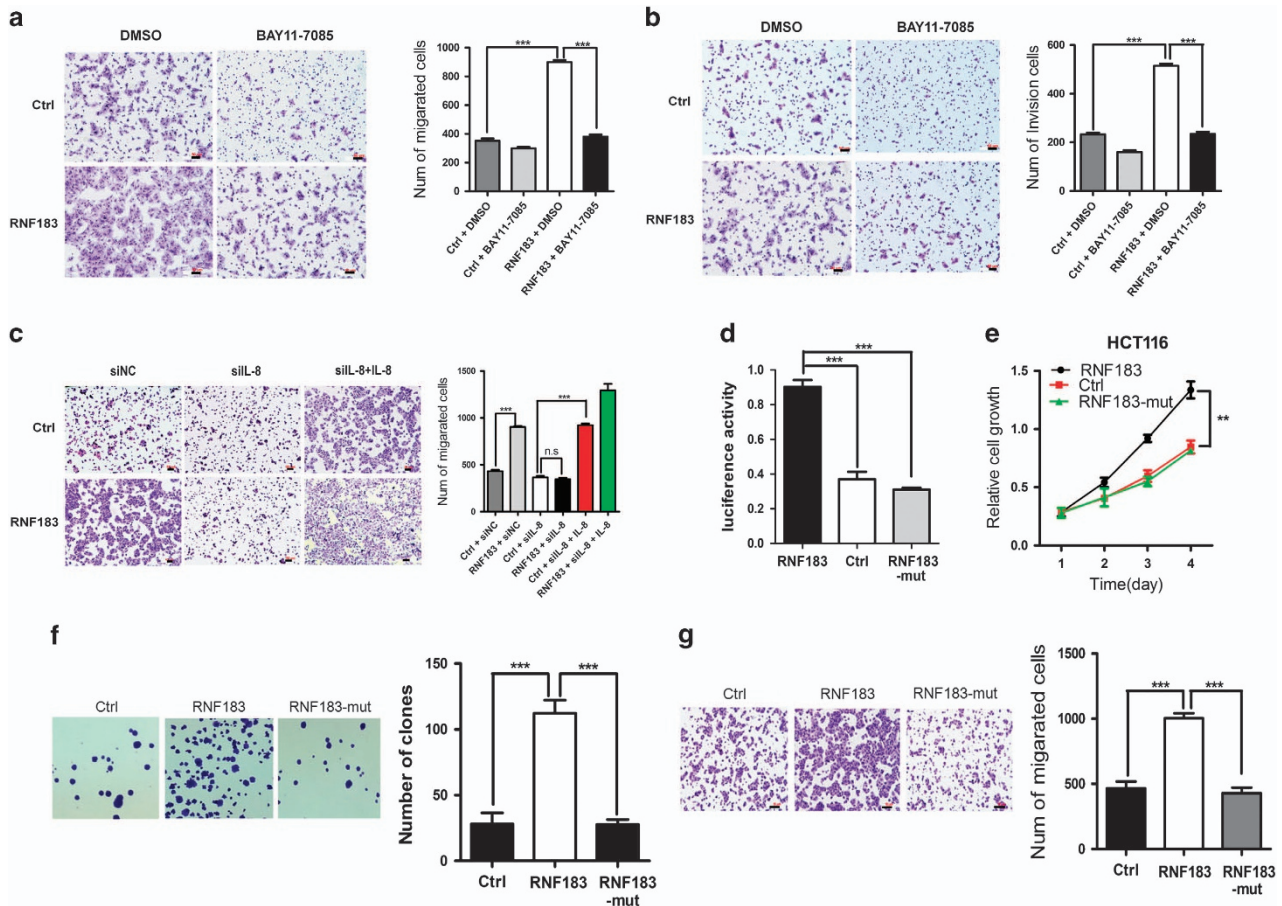 a
DMSO
BAY11-7085
Ctrl
RNF183
Num of migarated cells
1000
800
600
400
200
0
***
***
Ctrl + DMSO
Ctrl + BAY11-7085
RNF183 + DMSO
RNF183 + BAY11-7085
b
DMSO
BAY11-7085
Ctrl
RNF183
Num of Invision cells
600
400
200
0
***
***
Ctrl + DMSO
Ctrl + BAY11-7085
RNF183 + DMSO
RNF183 + BAY11-7085
c
siNC
siIL-8
siIL-8+IL-8
Ctrl
RNF183
Num of migarated cells
1500
1000
500
0
***
***
n.s
Ctrl + siNC
RNF183 + siNC
Ctrl + siIL-8
RNF183 + siIL-8
Ctrl + siIL-8 + IL-8
RNF183 + siIL-8 + IL-8
d
luciference activity
1.0
0.8
0.6
0.4
0.2
0.0
***
***
RNF183
Ctrl
RNF183
-mut
e
HCT116
Relative cell growth
1.5
1.0
0.5
0.0
RNF183
Ctrl
RNF183-mut
**
1
2
3
4
Time(day)
f
Ctrl
RNF183
RNF183-mut
Number of clones
150
100
50
0
***
***
Ctrl
RNF183
RNF183
-mut
g
Ctrl
RNF183
RNF183-mut
Num of migarated cells
1500
1000
500
0
***
***
Ctrl
RNF183
RNF183
-mut